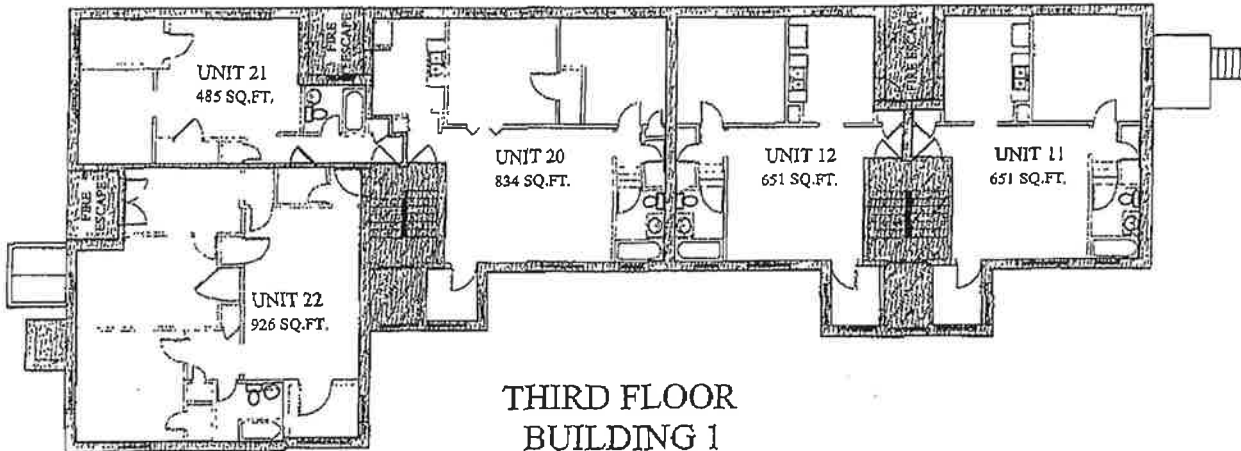 FIRE
ESCAPE
UNIT 21
485 SQ.FT.
FIRE ESCAPE
UNIT 20
834 SQ.FT.
UNIT 12
651 SQ.FT.
UNIT 11
651 SQ.FT.
FIRE
ESCAPE
UNIT 22
926 SQ.FT.
THIRD FLOOR
BUILDING 1